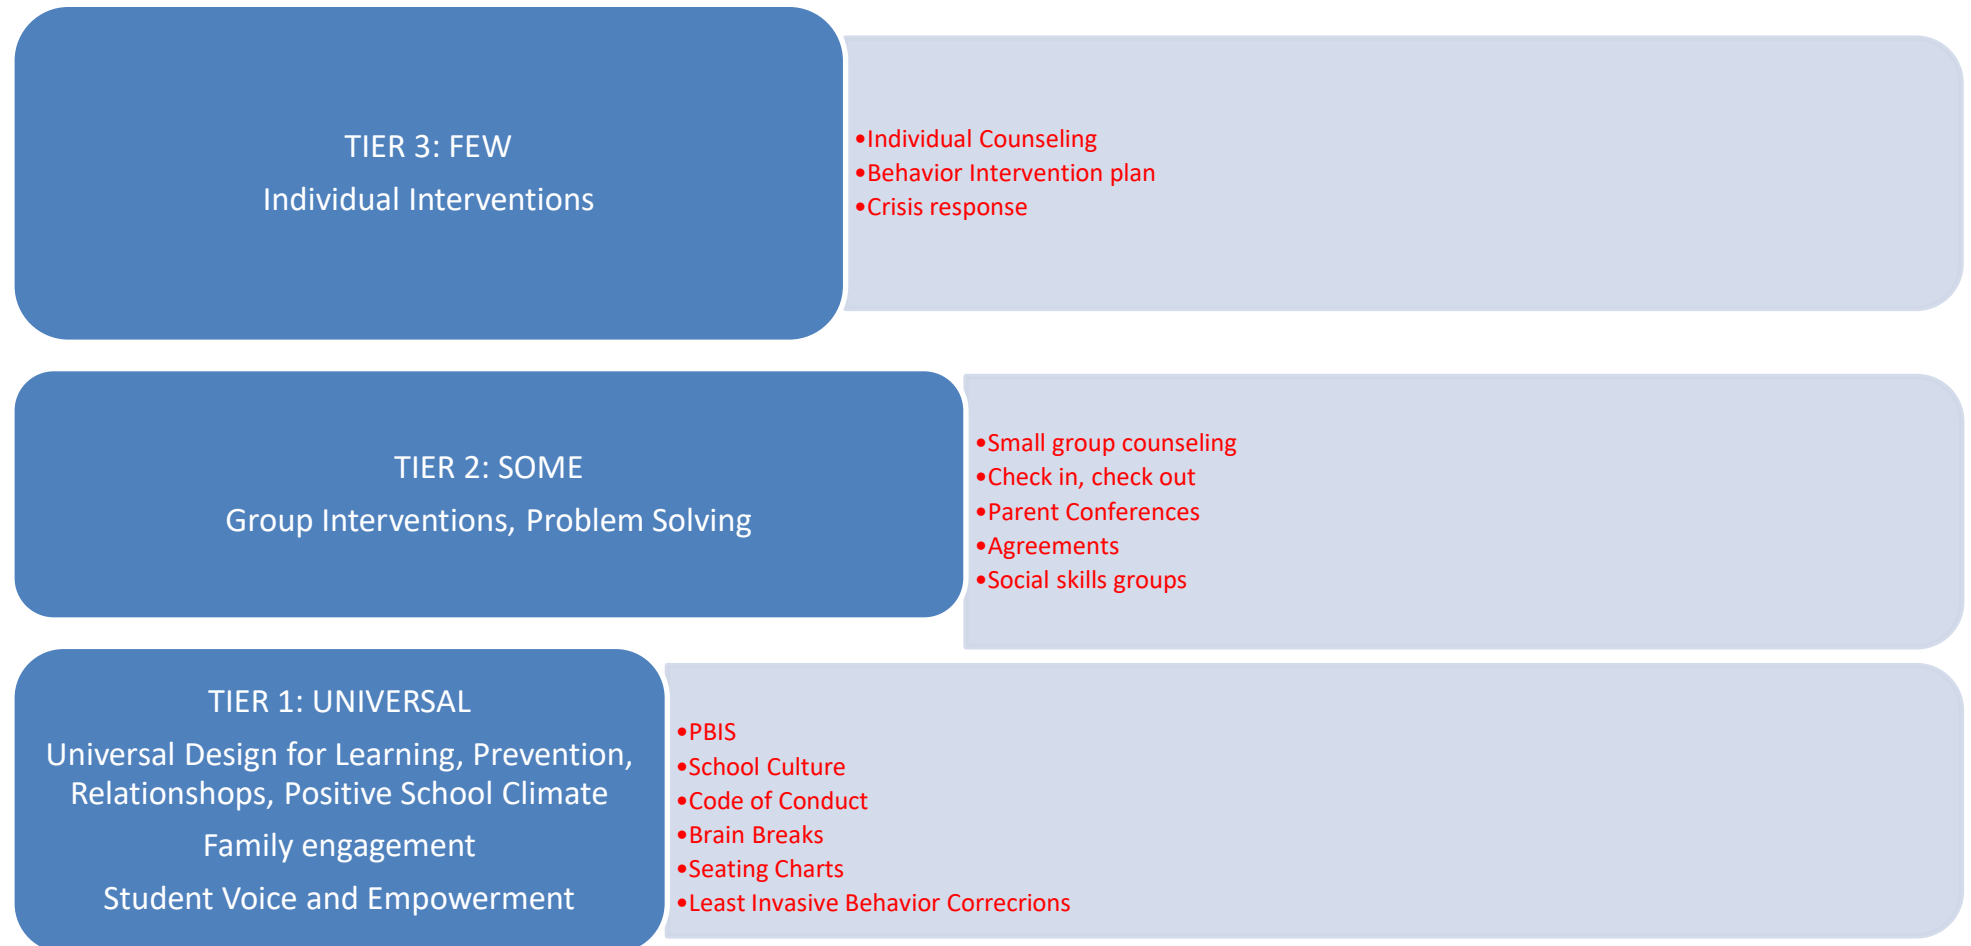 TIER 3: FEW
Individual Interventions
•Individual Counseling
•Behavior Intervention plan
•Crisis response
TIER 2: SOME
Group Interventions, Problem Solving
•Small group counseling
•Check in, check out
•Parent Conferences
•Agreements
•Social skills groups
TIER 1: UNIVERSAL
Universal Design for Learning, Prevention,
Relationshops, Positive School Climate
Family engagement
Student Voice and Empowerment
•PBIS
•School Culture
•Code of Conduct
•Brain Breaks
•Seating Charts
•Least Invasive Behavior Correcrions